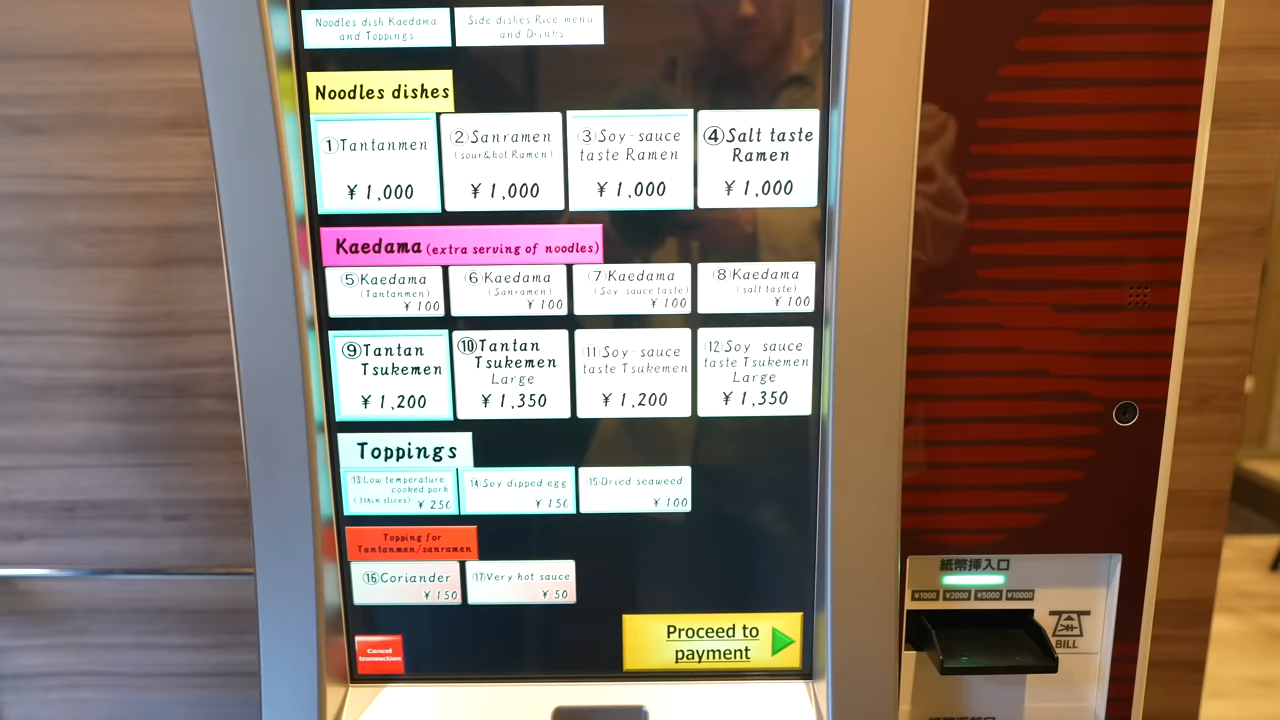 Noodles dish Kaedama
and Toppings
Side dishes Rice menu
and Drinks
Noodles dishes
①Tantanmen
¥1,000
②Sanramen
(sour&hot Ramen)
¥1,000
③Soy-sauce
taste Ramen
¥1,000
④Salt taste
Ramen
¥1,000
Kaedama (extra serving of noodles)
⑤Kaedama
(Tantanmen)
¥100
⑥Kaedama
(Sanramen)
¥100
⑦Kaedama
(Soy sauce taste)
¥100
⑧Kaedama
(salt taste)
¥100
⑨Tantan
Tsukemen
¥1,200
⑩Tantan
Tsukemen
Large
¥1,350
⑪Soy sauce
taste Tsukemen
¥1,200
⑫Soy sauce
taste Tsukemen
Large
¥1,350
Toppings
⑬Low temperature
cooked pork
(3thin slices) ¥250
⑭Soy dipped egg
¥150
⑮Dried seaweed
¥100
Topping for
Tantanmen/sanramen
⑯Coriander
¥150
⑰Very hot sauce
¥50
Cancel
transaction
Proceed to
payment
紙幣挿入口
¥1000 ¥2000 ¥5000 ¥10000
BILL